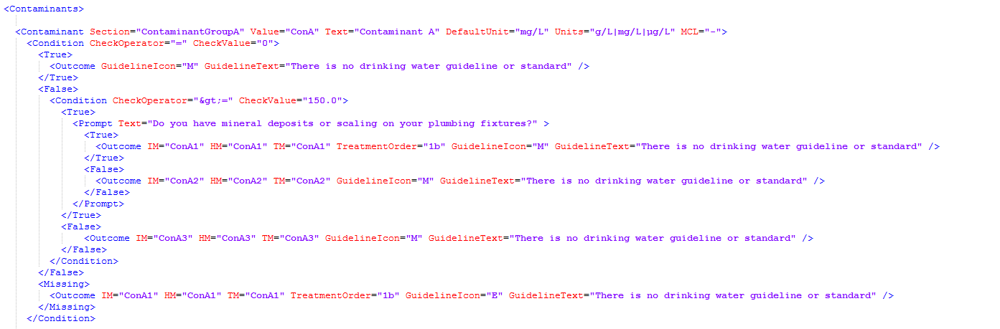 <Contaminants>
<Contaminant Section="ContaminantGroupA" Value="ConA" Text="Contaminant A" DefaultUnit="mg/L" Units="g/L|mg/L|µg/L" MCL="-">
<Condition CheckOperator="=" CheckValue="0">
<True>
<Outcome GuidelineIcon="M" GuidelineText="There is no drinking water guideline or standard" />
</True>
<False>
<Condition CheckOperator="&gt;=" CheckValue="150.0">
<True>
<Prompt Text="Do you have mineral deposits or scaling on your plumbing fixtures?" >
<True>
<Outcome IM="ConA1" HM="ConA1" TM="ConA1" TreatmentOrder="1b" GuidelineIcon="M" GuidelineText="There is no drinking water guideline or standard" />
</True>
<False>
<Outcome IM="ConA2" HM="ConA2" TM="ConA2" GuidelineIcon="M" GuidelineText="There is no drinking water guideline or standard" />
</False>
</Prompt>
</True>
<False>
<Outcome IM="ConA3" HM="ConA3" TM="ConA3" GuidelineIcon="M" GuidelineText="There is no drinking water guideline or standard" />
</False>
</Condition>
</False>
<Missing>
<Outcome IM="ConA1" HM="ConA1" TM="ConA1" TreatmentOrder="1b" GuidelineIcon="E" GuidelineText="There is no drinking water guideline or standard" />
</Missing>
</Condition>